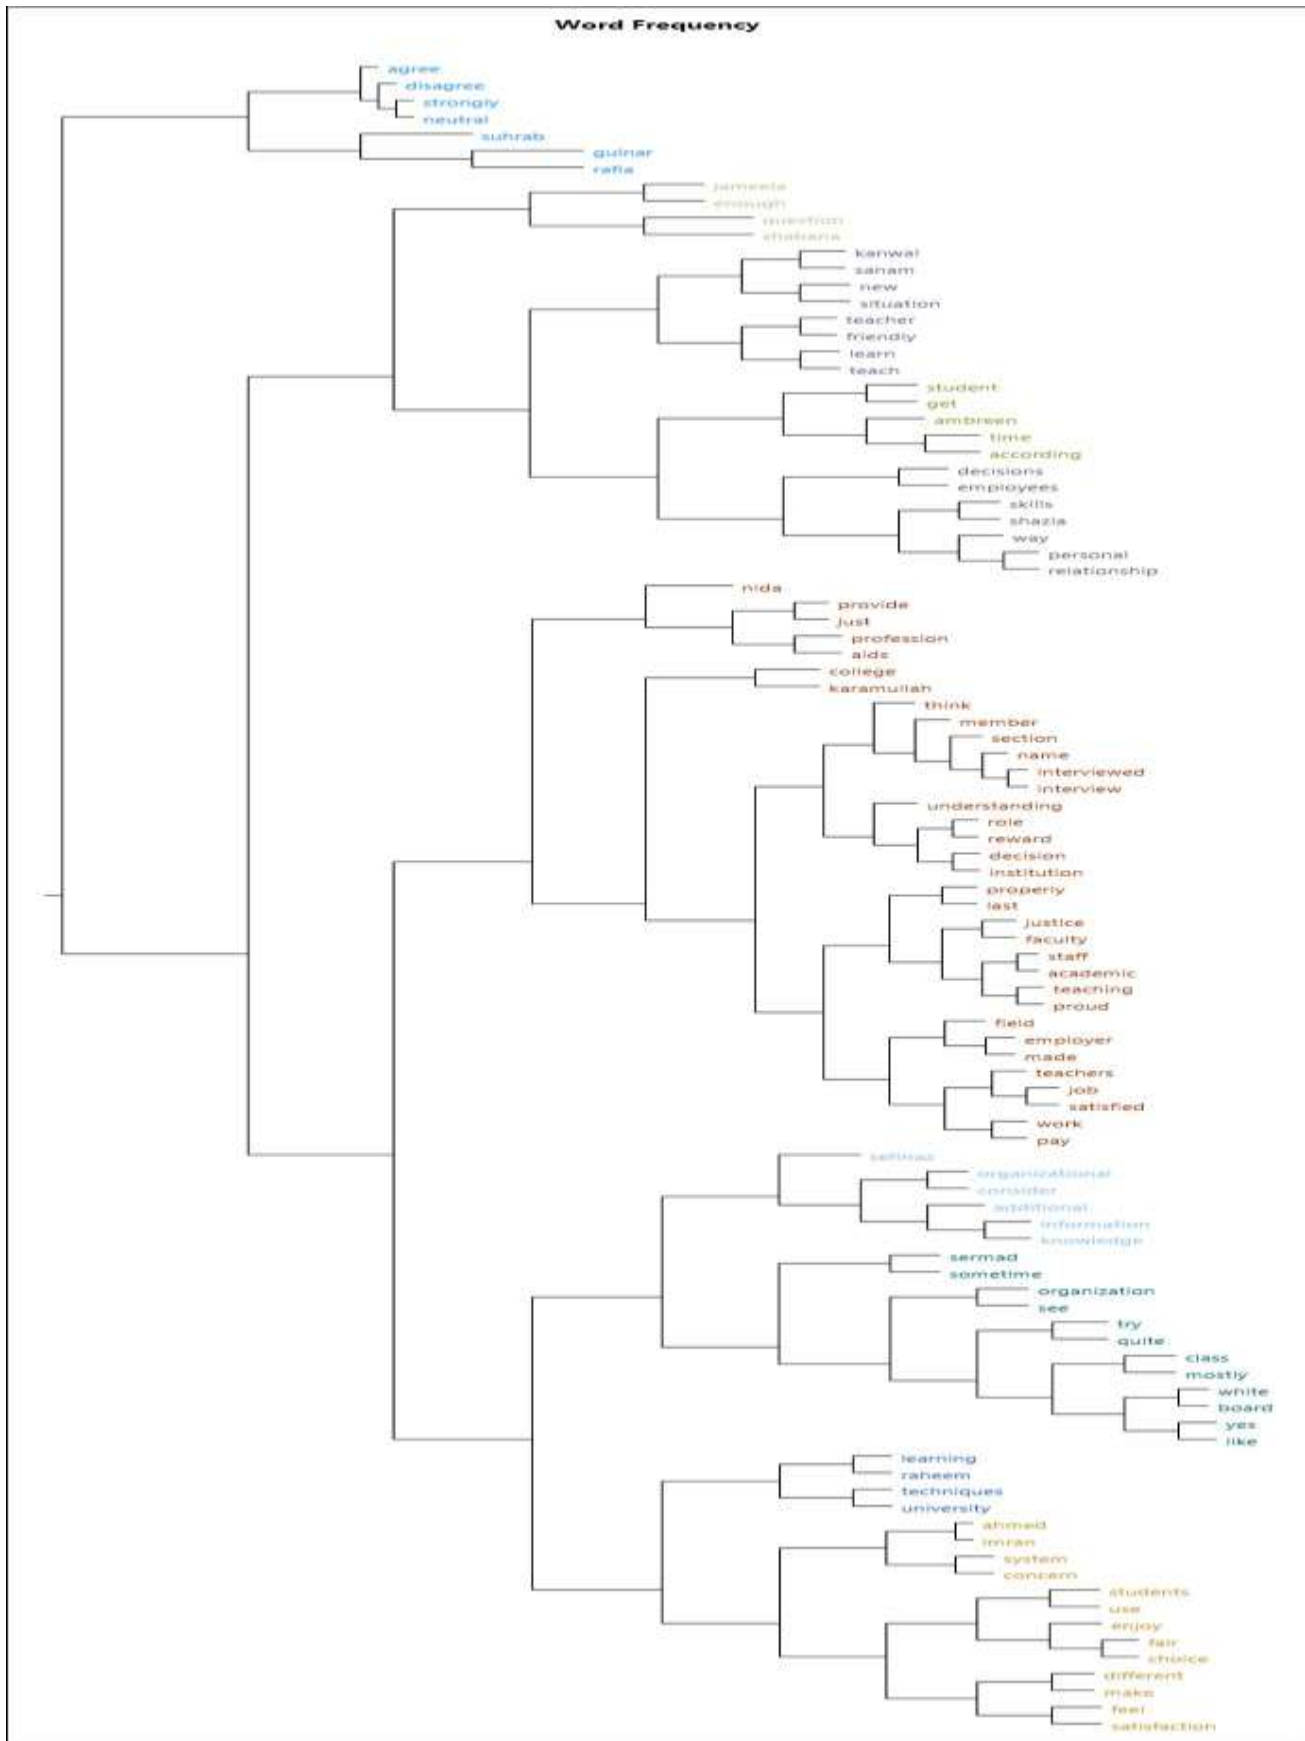 Word Frequency
agree
disagree
strongly
neutral
suhrab
gulnar
rafia
jameela
enough
question
shabana
kanwal
sanam
new
situation
teacher
friendly
learn
teach
student
get
ambreen
time
according
decisions
employees
skills
shazia
way
personal
relationship
nida
provide
just
profession
aids
college
karamullah
think
member
section
name
interviewed
interview
understanding
role
reward
decision
institution
properly
last
justice
faculty
staff
academic
teaching
proud
field
employer
made
teachers
job
satisfied
work
pay
organizational
consider
additional
information
knowledge
sermad
sometime
organization
see
try
quite
class
mostly
white
board
yes
like
learning
raheem
techniques
university
ahmed
imran
system
concern
students
use
enjoy
fair
choice
different
make
feel
satisfaction